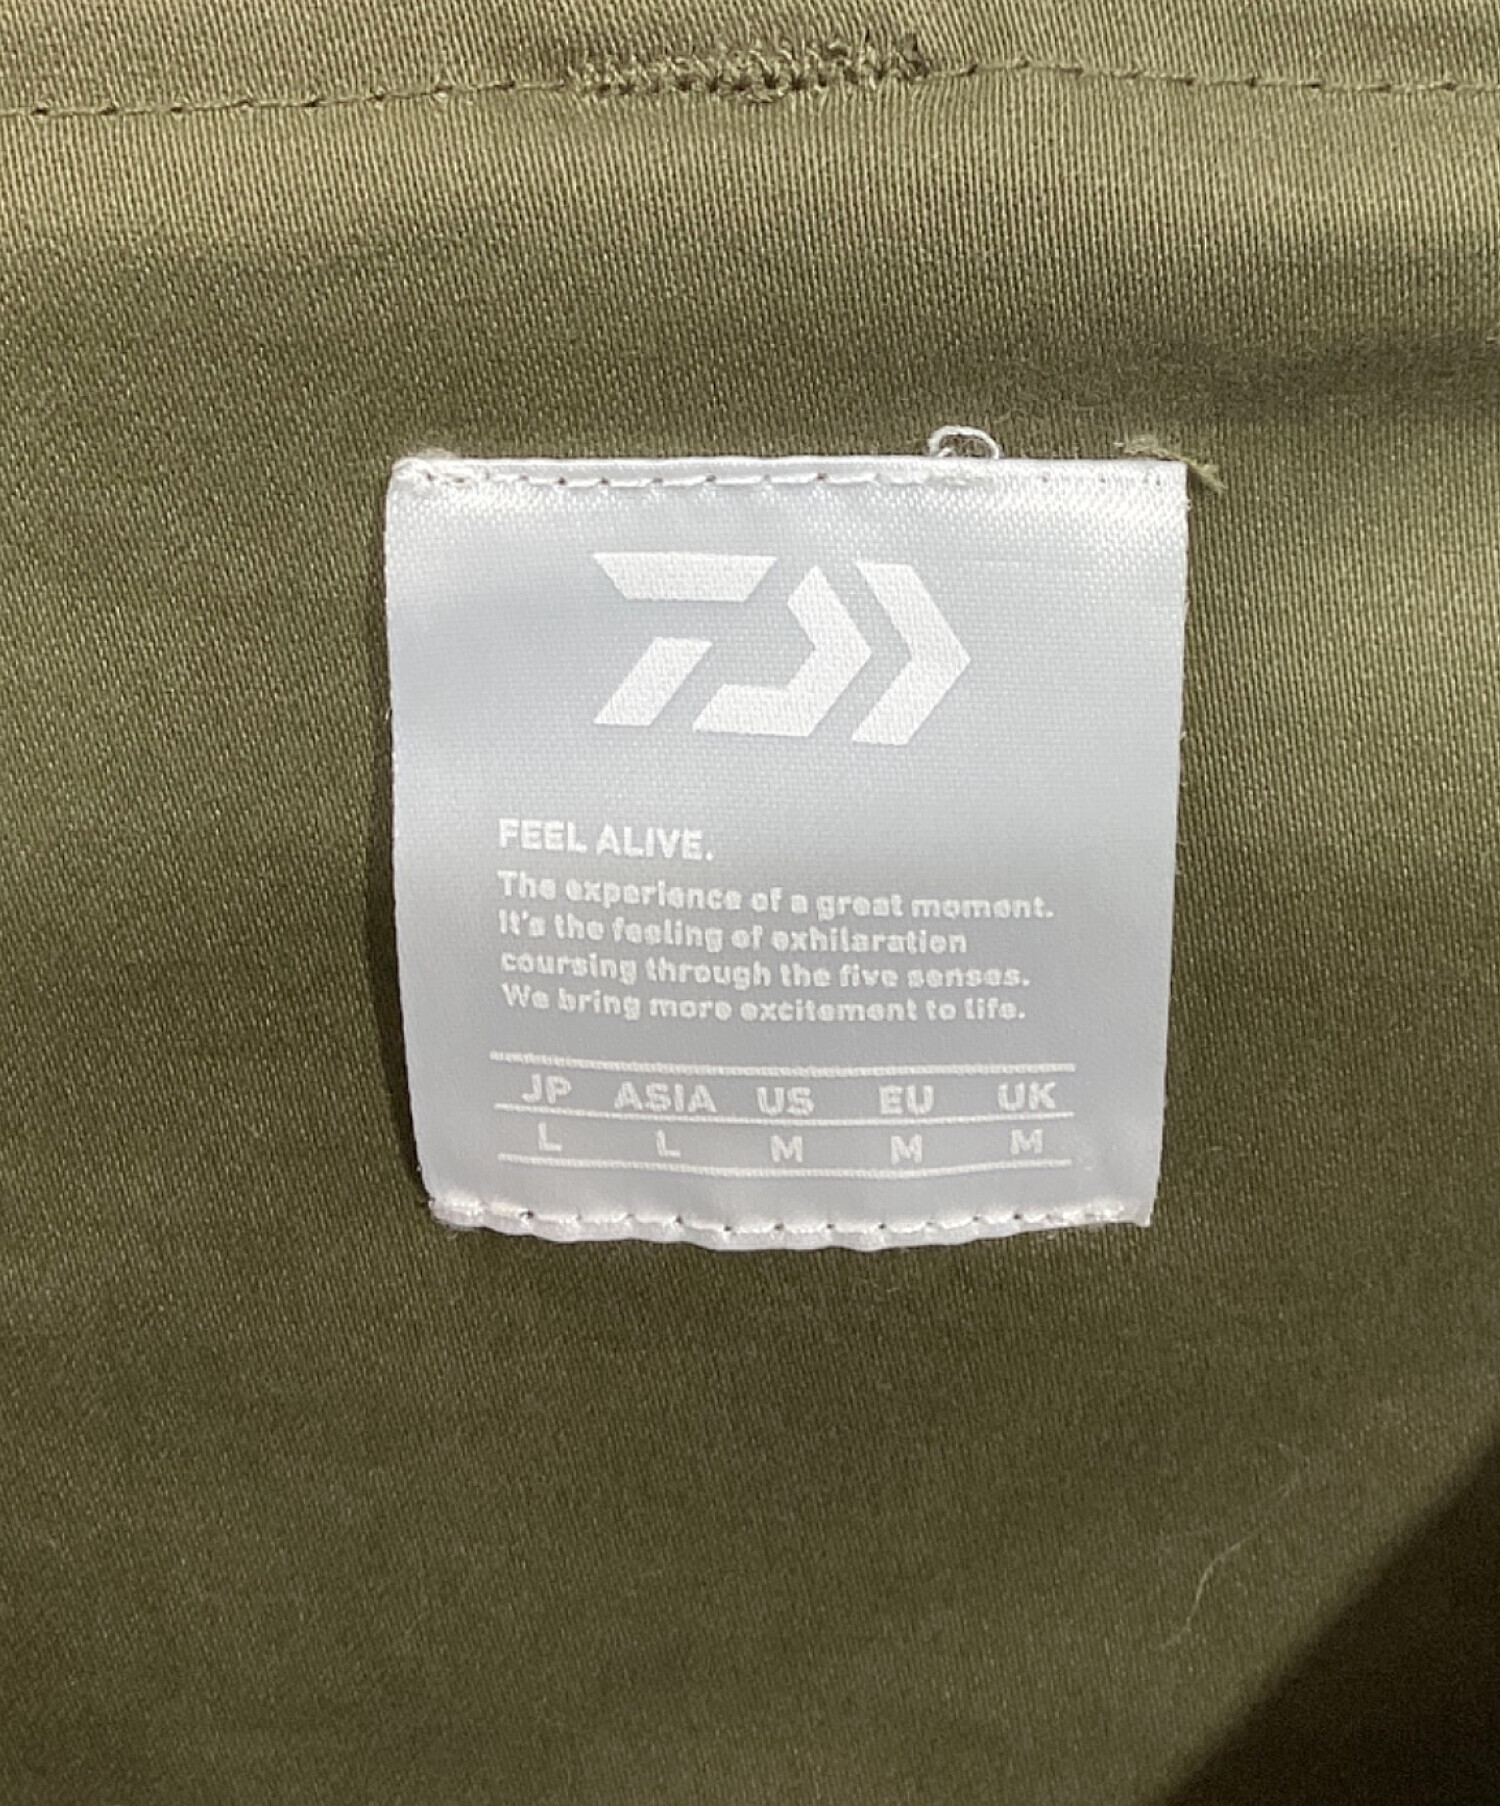 FEEL ALIVE.
The experience of a great moment.
It's the feeling of exhilaration
coursing through the five senses.
We bring more excitement to life.
JP ASIA US EU UK
L L M M M